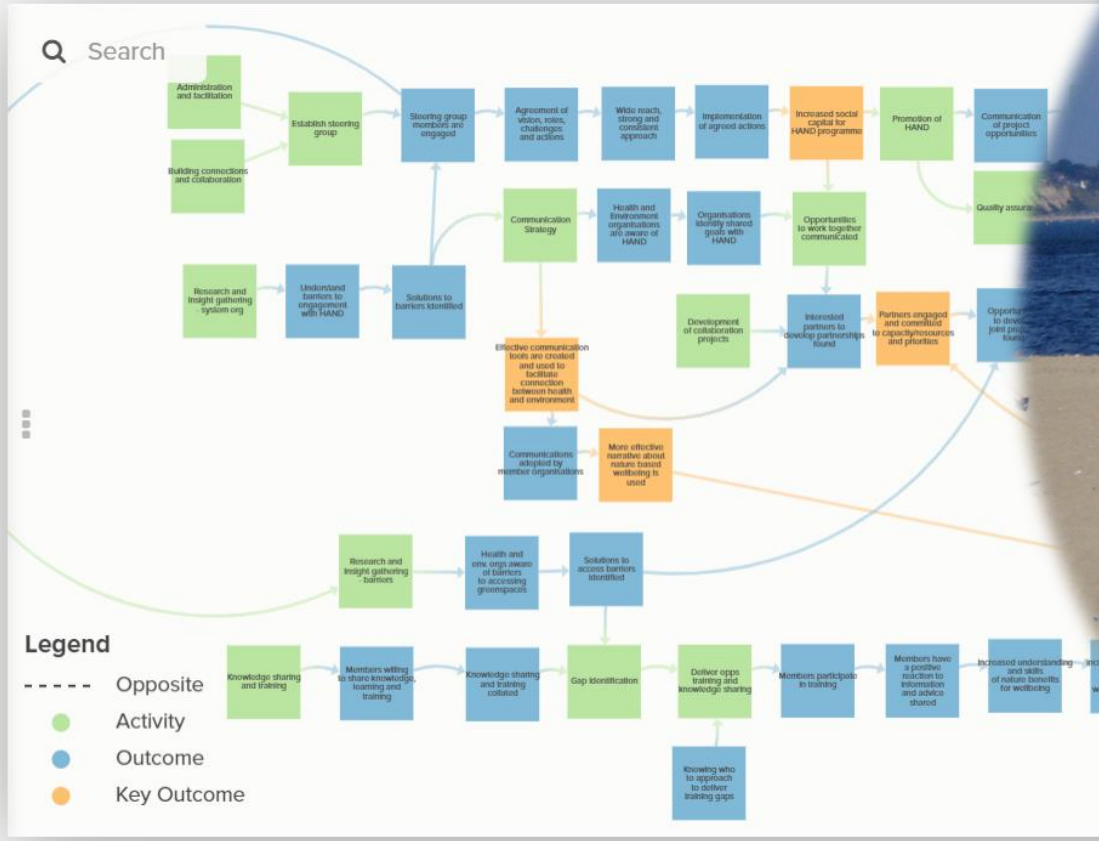 Search
Administration
and facilitation
Establish steering
group
Building connections
and collaboration
Steering group
members are
engaged
Agreement of
vision, roles,
challenges
and actions
Wide reach,
strong and
consistent
approach
Implementation
of agreed actions
Increased social
capital for
HAND programme
Promotion of
HAND
Communication
of project
opportunities
Communication
Strategy
Health and
Environment
organisations
are aware of
HAND
Organisations
identify shared
goals with
HAND
Opportunities
to work together
communicated
Quality
Research and
Insight gathering
- system org
Understand
barriers to
engagement
with HAND
Solutions to
barriers identified
Development
of collaboration
projects
Interested
partners to
develop partnerships
found
Partners engaged
and committed
to capacity/resources
and priorities
to
joint
found
Effective communication
tools are created
and used to
facilitate
connection
between health
and environment
Communications
adopted by
member organisations
More effective
narrative about
nature based
wellbeing is
used
Research and
Insight gathering
- barriers
Health and
env. orgs aware
of barriers
to accessing
greenspaces
Solutions to
access barriers
identified
Knowledge sharing
and training
Members willing
to share knowledge,
learning and
training
Knowledge sharing
and training
collated
Gap identification
Deliver opps
training and
knowledge sharing
Members participate
in training
Members have
a positive
reaction to
information
and advice
shared
Increased understanding
and skills
of nature benefits
for wellbeing
Knowing who
to approach
to deliver
training gaps
Legend
Opposite
Activity
Outcome
Key Outcome